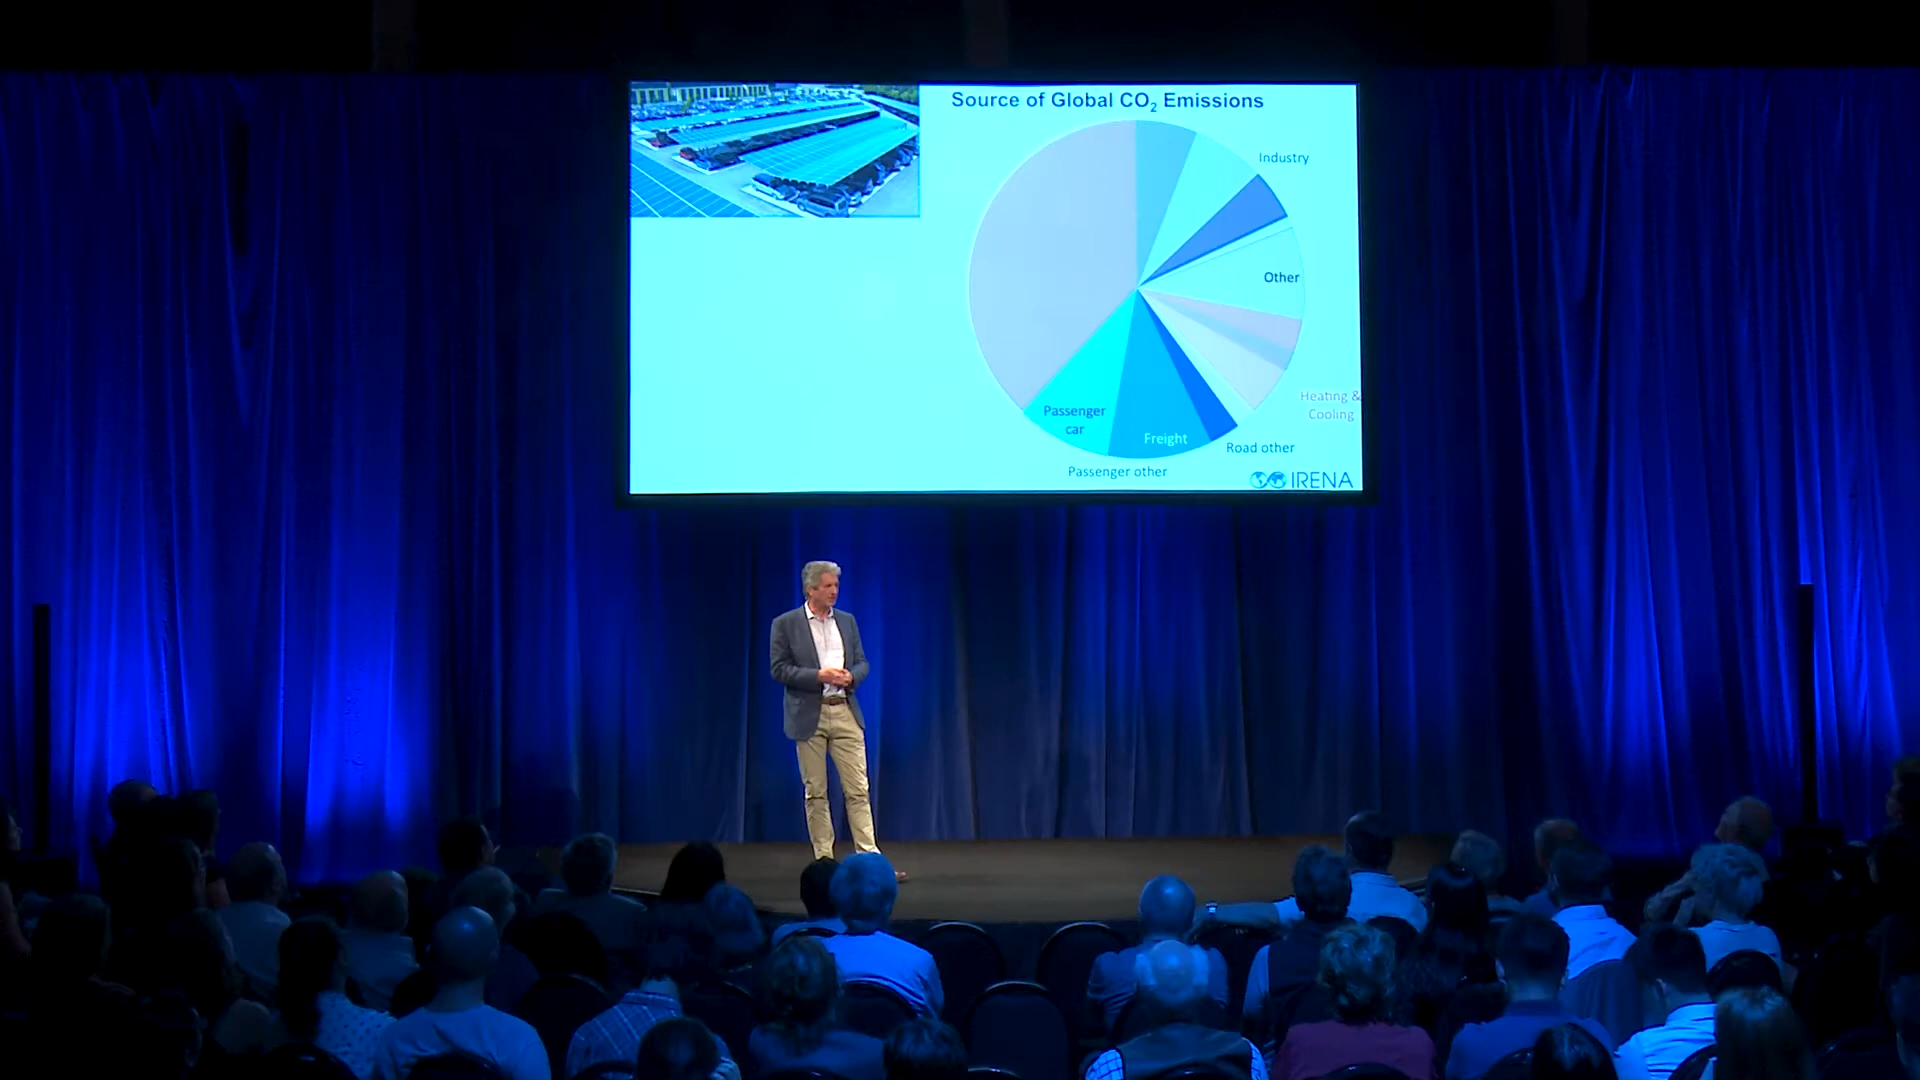 Source of Global CO₂ Emissions
Industry
Other
Heating &
Cooling
Passenger
car
Freight
Road other
Passenger other
IRENA